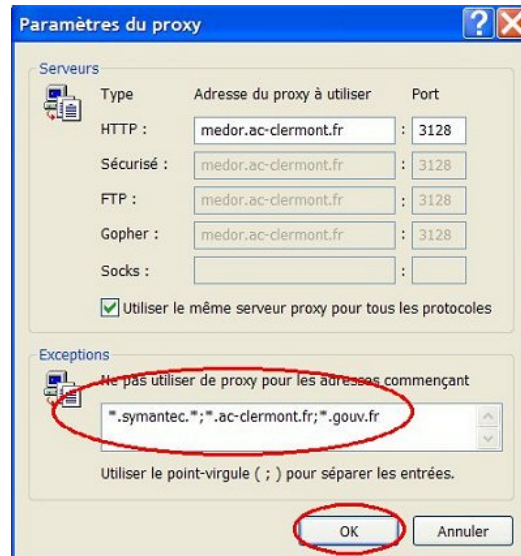 Paramètres du proxy
Serveurs
Type Adresse du proxy à utiliser Port
HTTP : medor.ac-clermont.fr : 3128
Sécurisé : medor.ac-clermont.fr : 3128
FTP : medor.ac-clermont.fr : 3128
Gopher : medor.ac-clermont.fr : 3128
Socks : :
Utiliser le même serveur proxy pour tous les protocoles
Exceptions
Ne pas utiliser de proxy pour les adresses commençant
*.symantec.*;*.ac-clermont.fr;*.gouv.fr
Utiliser le point-virgule ( ; ) pour séparer les entrées.
OK Annuler